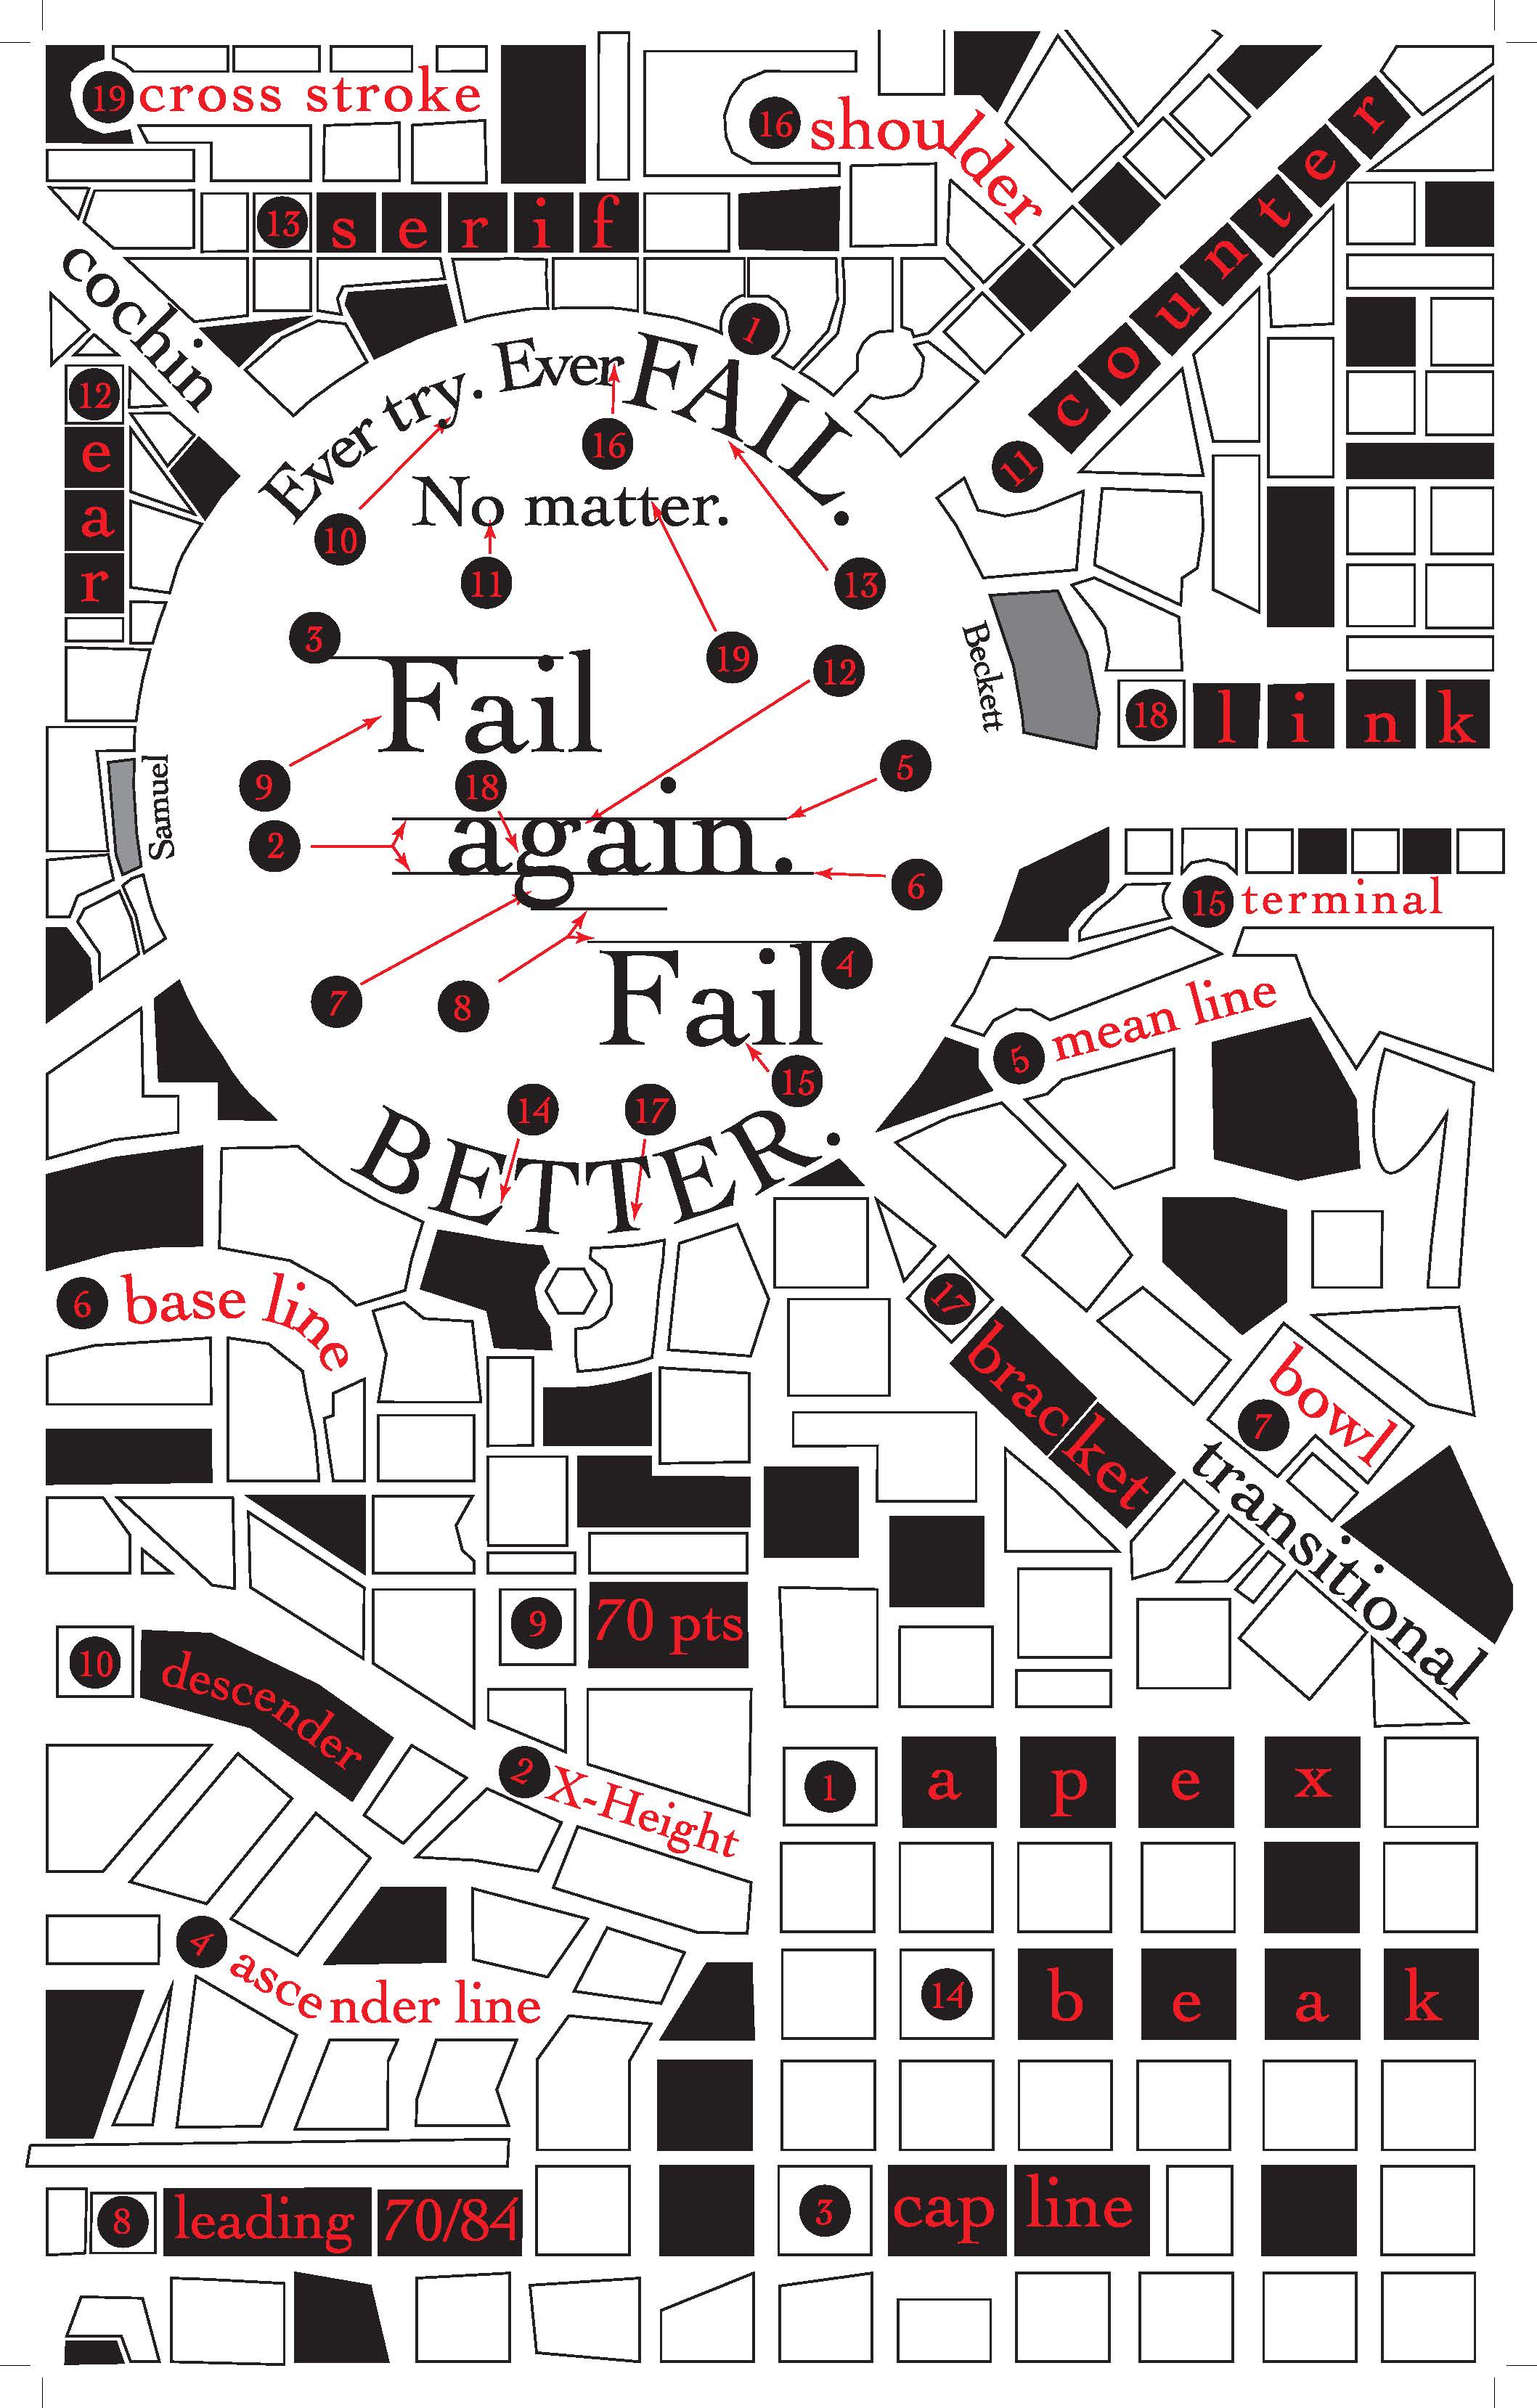 19 cross stroke
16 shoulder
13 serif
counter
11
cochin
1
12 ear
Ever try. Ever FAIL.
16
No matter.
10
11
13
3
19
12
Fail
Beckett
18 link
9
18
5
Samuel
2
again.
6
15 terminal
7
8
4
Fail
5 mean line
15
14
17
BETTER.
6 base line
17 bracket
7 bowl
transitional
9 70 pts
10 descender
2 X-Height
1 apex
4 ascender line
14 beak
8 leading 70/84
3 cap line